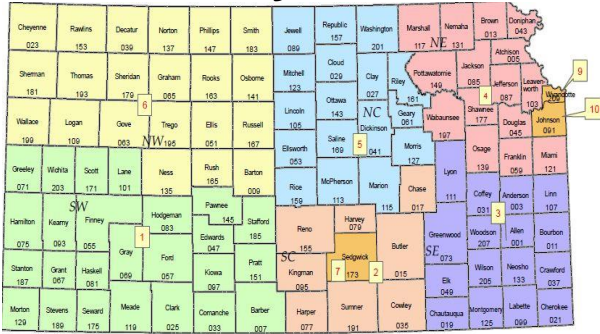 Cheyenne 023 Rawlins 153 Decatur 039 Norton 137 Phillips 147 Smith 183 Jewell 089 Republic 157 Washington 201 Marshall 117 Nemaha 131 Brown 013 Doniphan 043
NE
Sherman 181 Thomas 193 Sheridan 179 Graham 065 Rooks 163 Osborne 141 Mitchell 123 Cloud 029 Clay 027 Riley 161 Pottawatomie 149 Jackson 085 Atchison 005 Jefferson 087 Leavenworth 103 Wyandotte 209
6 4 9
Ottawa 143 NC Geary 061 Wabaunsee 197 Shawnee 177 Douglas 045 Johnson 091 10
Wallace 199 Logan 109 Gove 063 Trego 195 Ellis 051 Russell 167 Lincoln 105 Saline 169 Dickinson 041 Morris 127
NW 5
Ellsworth 053 Osage 139 Franklin 059 Miami 121
Greeley 071 Wichita 203 Scott 171 Lane 101 Ness 135 Rush 165 Barton 009 Rice 159 McPherson 113 Marion 115 Chase 017 Lyon 111 Coffey 031 Anderson 003 Linn 107
SW 3
Hamilton 075 Kearny 093 Finney 055 Hodgeman 083 Pawnee 145 Stafford 185 Reno 155 Harvey 079 Butler 015 Greenwood 073 Woodson 207 Allen 001 Bourbon 011
1 Edwards 047 SC SE
Stanton 187 Grant 067 Haskell 081 Gray 069 Ford 057 Kiowa 097 Pratt 151 Kingman 095 Sedgwick 173 7 2 Elk 049 Wilson 205 Neosho 133 Crawford 037
Morton 129 Stevens 189 Seward 175 Meade 119 Clark 025 Comanche 033 Barber 007 Harper 077 Sumner 191 Cowley 035 Chautauqua 019 Montgomery 125 Labette 099 Cherokee 021